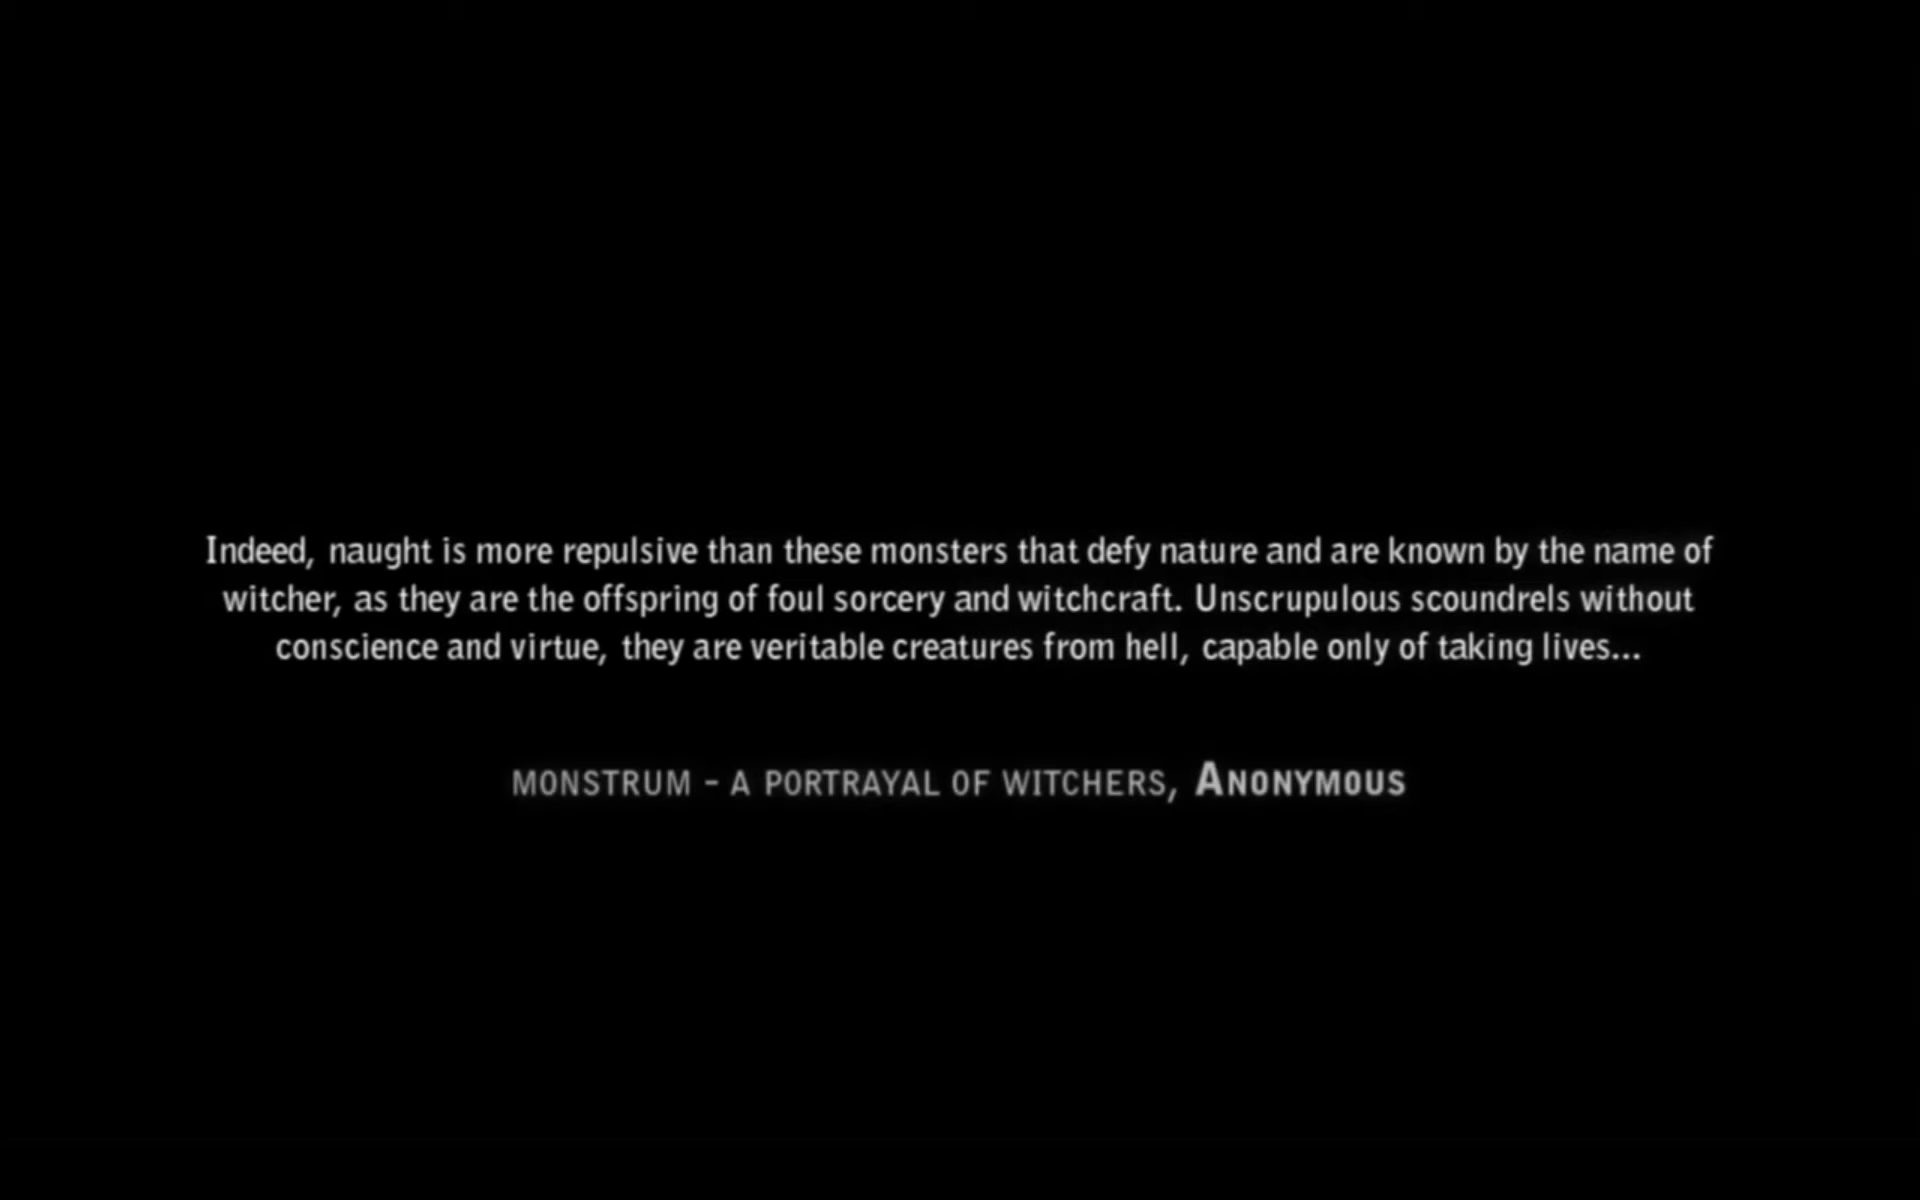 Indeed, naught is more repulsive than these monsters that defy nature and are known by the name of
witcher, as they are the offspring of foul sorcery and witchcraft. Unscrupulous scoundrels without
conscience and virtue, they are veritable creatures from hell, capable only of taking lives...
MONSTRUM - A PORTRAYAL OF WITCHERS, ANONYMOUS